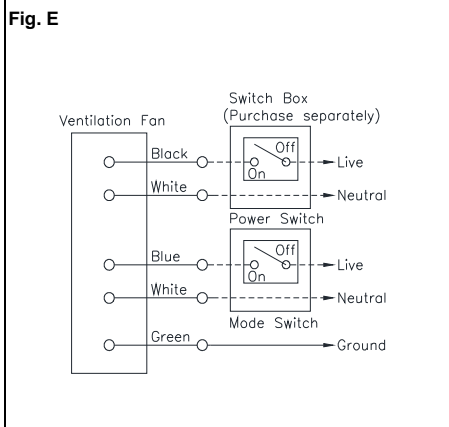 Fig. E
Switch Box
(Purchase separately)
Ventilation Fan
Off
Black
Live
On
White
Neutral
Power Switch
Off
Blue
Live
On
White
Neutral
Mode Switch
Green
Ground